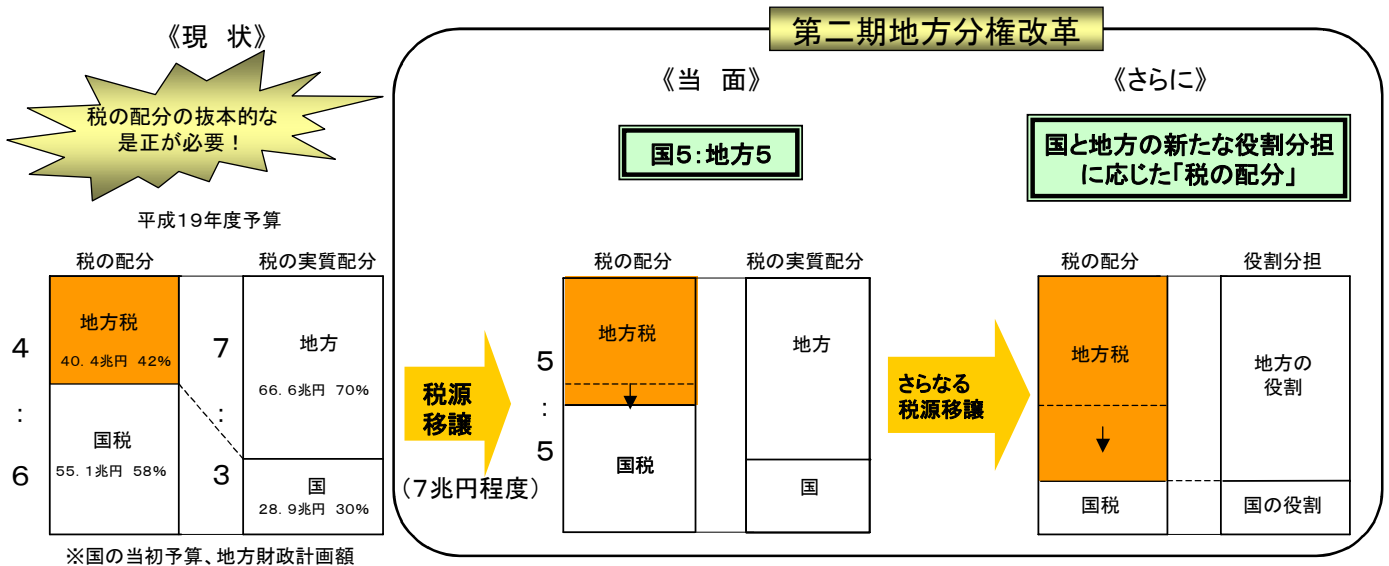 第二期地方分権改革
《現 状》
税の配分の抜本的な
是正が必要！
平成19年度予算
税の配分
税の実質配分
4
：
6
地方税
40.4兆円 42%
国税
55.1兆円 58%
7
：
3
地方
66.6兆円 70%
国
28.9兆円 30%
※国の当初予算、地方財政計画額
税源
移譲
（7兆円程度）
《当 面》
国5：地方5
税の配分
税の実質配分
5
：
5
地方税
国税
地方
国
さらなる
税源移譲
《さらに》
国と地方の新たな役割分担
に応じた「税の配分」
税の配分
役割分担
地方税
国税
地方の
役割
国の役割